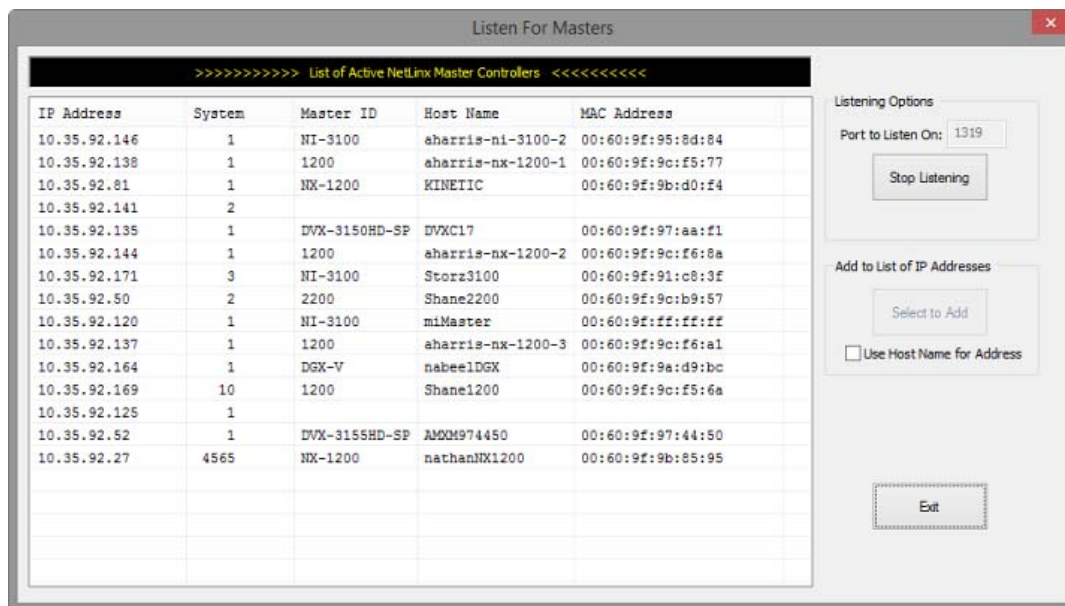 Listen For Masters
>>>>>>>>>>> List of Active NetLinx Master Controllers <<<<<<<<<<
IP Address System Master ID Host Name MAC Address
10.35.92.146 1 NI-3100 aharris-ni-3100-2 00:60:9f:95:8d:84
10.35.92.138 1 1200 aharris-nx-1200-1 00:60:9f:9c:f5:77
10.35.92.81 1 NX-1200 KINETIC 00:60:9f:9b:d0:f4
10.35.92.141 2
10.35.92.135 1 DVX-3150HD-SP DVXC17 00:60:9f:97:aa:f1
10.35.92.144 1 1200 aharris-nx-1200-2 00:60:9f:9c:f6:8a
10.35.92.171 3 NI-3100 Storz3100 00:60:9f:91:c8:3f
10.35.92.50 2 2200 Shane2200 00:60:9f:9c:b9:57
10.35.92.120 1 NI-3100 miMaster 00:60:9f:ff:ff:ff
10.35.92.137 1 1200 aharris-nx-1200-3 00:60:9f:9c:f6:a1
10.35.92.164 1 DGX-V nabeelDGX 00:60:9f:9a:d9:bc
10.35.92.169 10 1200 Shane1200 00:60:9f:9c:f5:6a
10.35.92.125 1
10.35.92.52 1 DVX-3155HD-SP AMXM974450 00:60:9f:97:44:50
10.35.92.27 4565 NX-1200 nathanNX1200 00:60:9f:9b:85:95
Listening Options
Port to Listen On: 1319
Stop Listening
Add to List of IP Addresses
Select to Add
Use Host Name for Address
Exit